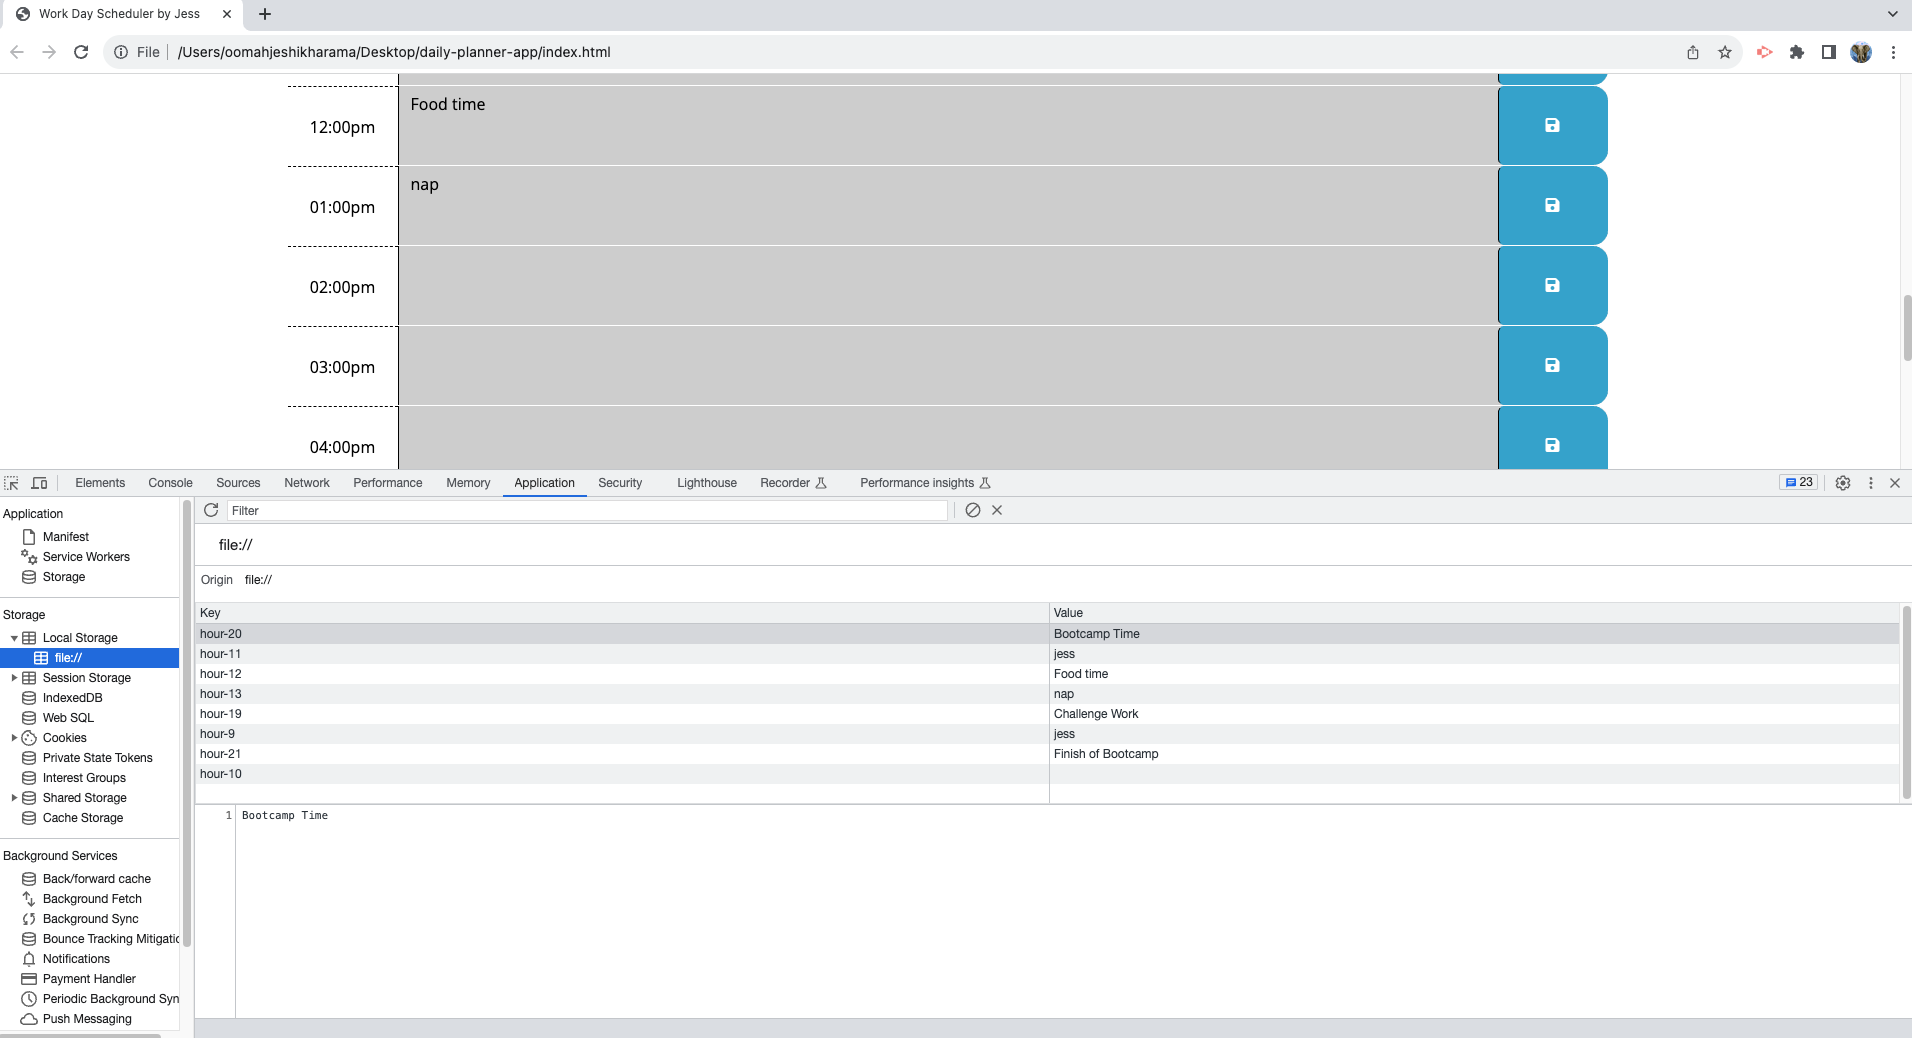 Work Day Scheduler by Jess
File /Users/oomahjeshikharama/Desktop/daily-planner-app/index.html
12:00pm Food time
01:00pm nap
02:00pm
03:00pm
04:00pm
Elements Console Sources Network Performance Memory Application Security Lighthouse Recorder Performance insights 23
Application
Manifest
Service Workers
Storage
Storage
Local Storage
file://
Session Storage
IndexedDB
Web SQL
Cookies
Private State Tokens
Interest Groups
Shared Storage
Cache Storage
Background Services
Back/forward cache
Background Fetch
Background Sync
Bounce Tracking Mitigatic
Notifications
Payment Handler
Periodic Background Syn
Push Messaging
Filter
file://
Origin file://
Key Value
hour-20 Bootcamp Time
hour-11 jess
hour-12 Food time
hour-13 nap
hour-19 Challenge Work
hour-9 jess
hour-21 Finish of Bootcamp
hour-10
1 Bootcamp Time